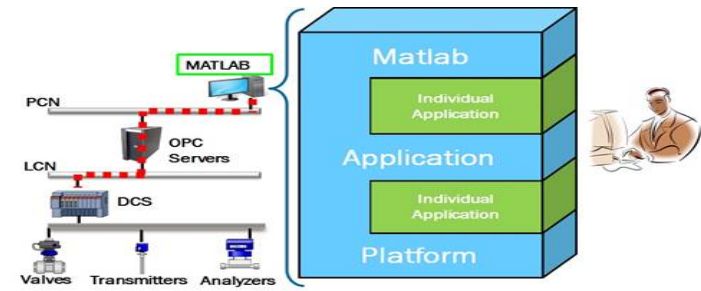 MATLAB
PCN
OPC
Servers
LCN
DCS
Valves Transmitters Analyzers
Matlab
Individual
Application
Application
Individual
Application
Platform